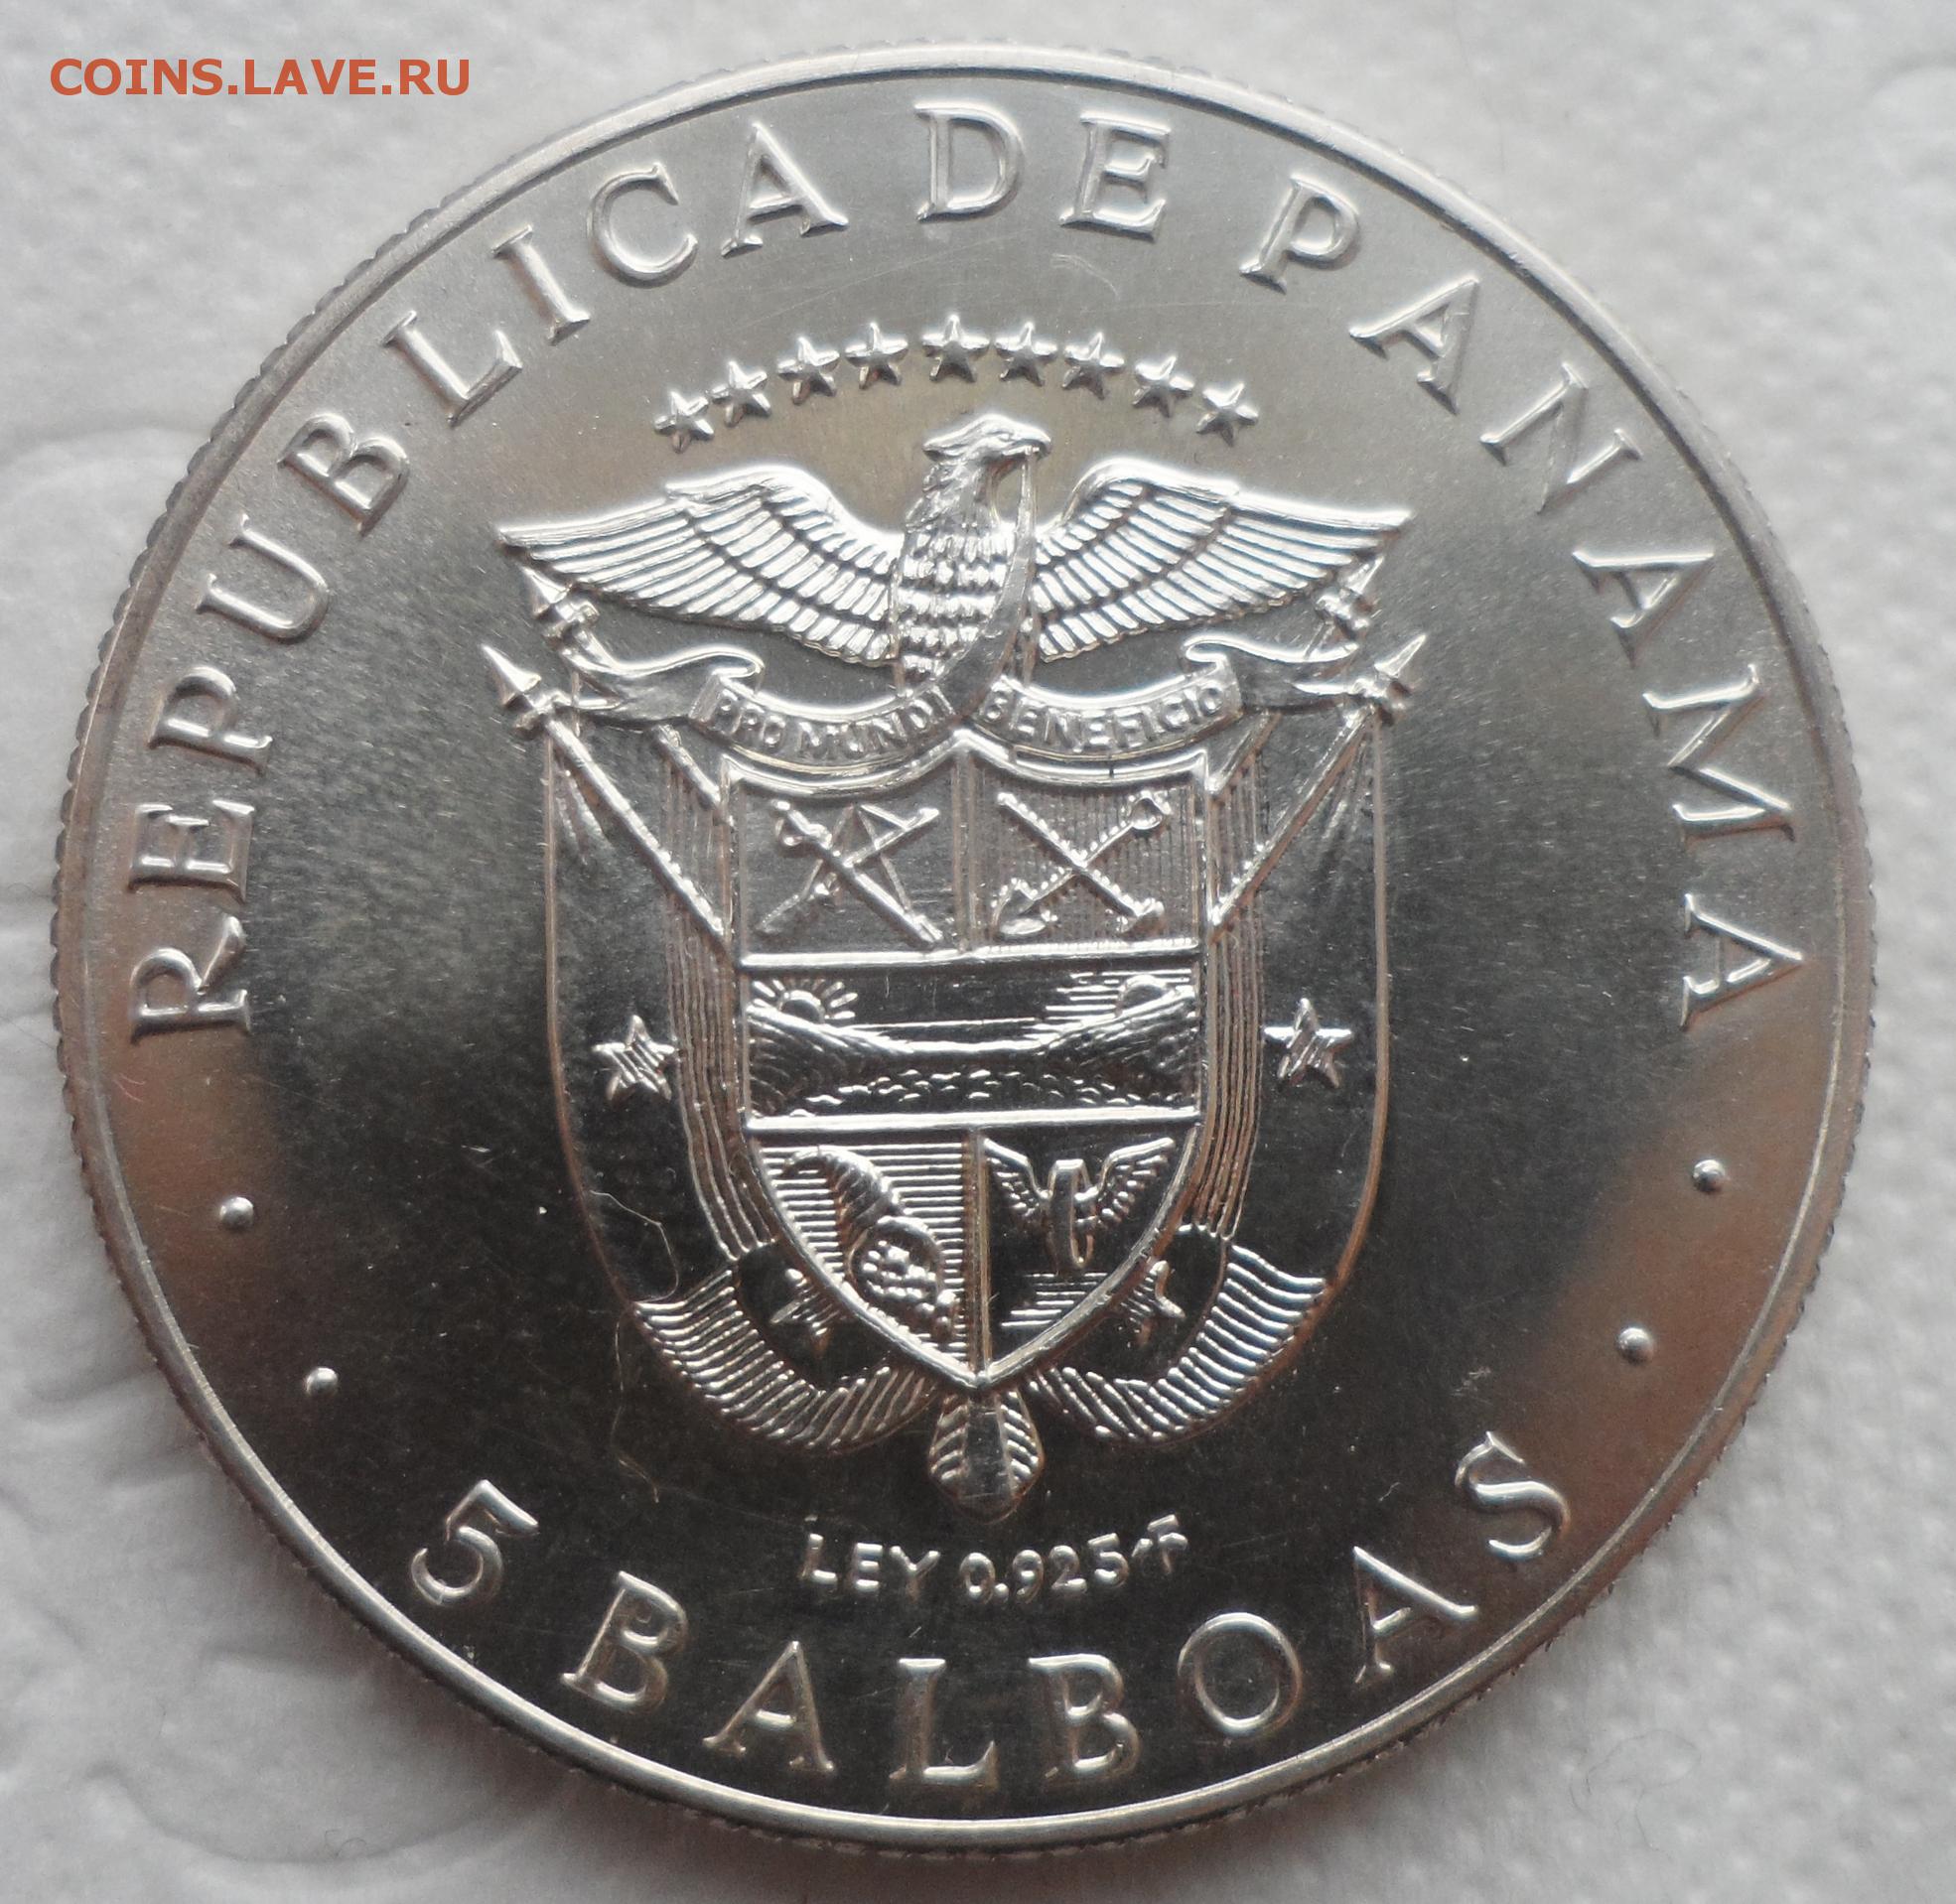 COINS.LAVE.RU
REPUBLICA DE PANAMA
PRO MUNDI BENEFICIO
LEY 0.925
5 BALBOAS